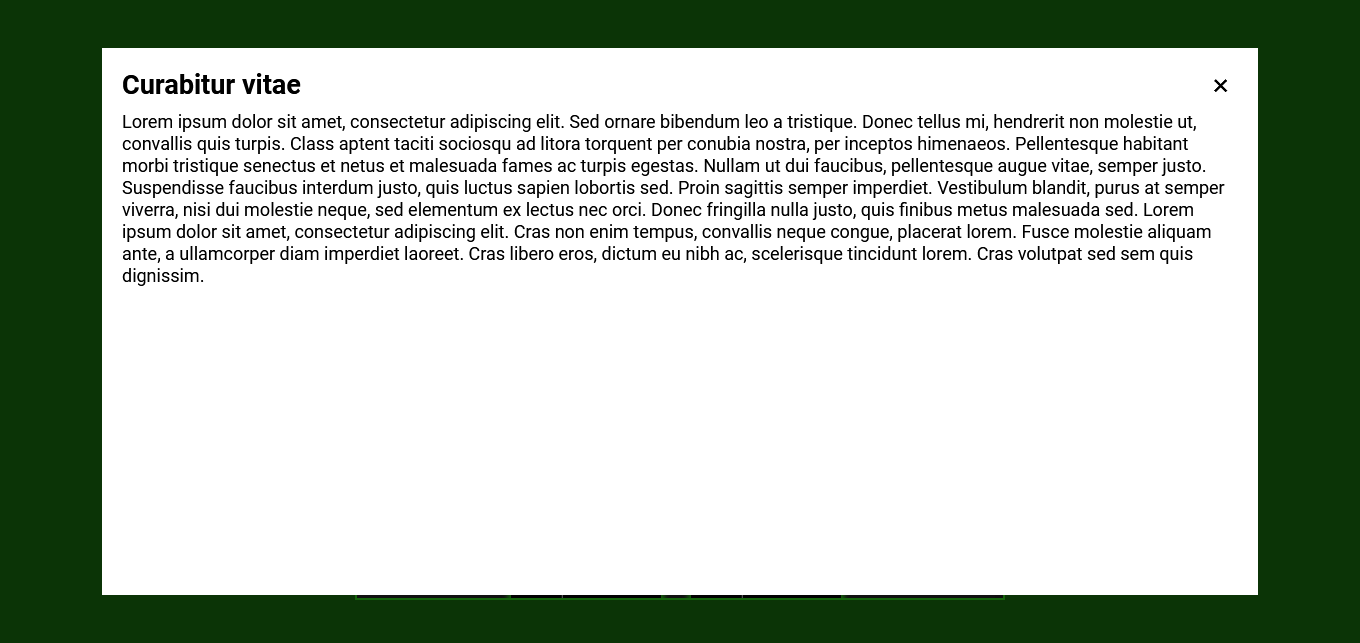 Curabitur vitae
Lorem ipsum dolor sit amet, consectetur adipiscing elit. Sed ornare bibendum leo a tristique. Donec tellus mi, hendrerit non molestie ut,
convallis quis turpis. Class aptent taciti sociosqu ad litora torquent per conubia nostra, per inceptos himenaeos. Pellentesque habitant
morbi tristique senectus et netus et malesuada fames ac turpis egestas. Nullam ut dui faucibus, pellentesque augue vitae, semper justo.
Suspendisse faucibus interdum justo, quis luctus sapien lobortis sed. Proin sagittis semper imperdiet. Vestibulum blandit, purus at semper
viverra, nisi dui molestie neque, sed elementum ex lectus nec orci. Donec fringilla nulla justo, quis finibus metus malesuada sed. Lorem
ipsum dolor sit amet, consectetur adipiscing elit. Cras non enim tempus, convallis neque congue, placerat lorem. Fusce molestie aliquam
ante, a ullamcorper diam imperdiet laoreet. Cras libero eros, dictum eu nibh ac, scelerisque tincidunt lorem. Cras volutpat sed sem quis
dignissim.